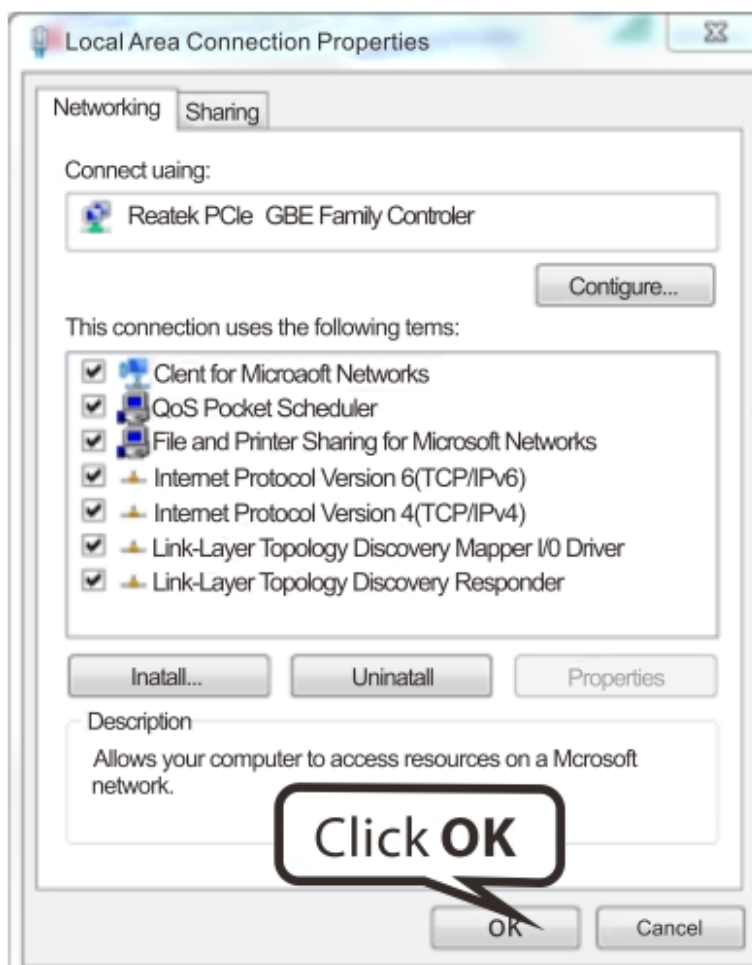 Local Area Connection Properties
Networking
Sharing
Connect uaing:
Reatek PCIe GBE Family Controler
Contigure...
This connection uses the following tems:
Clent for Microaoft Networks
QoS Pocket Scheduler
File and Printer Sharing for Microsoft Networks
Internet Protocol Version 6(TCP/IPv6)
Internet Protocol Version 4(TCP/IPv4)
Link-Layer Topology Discovery Mapper I/0 Driver
Link-Layer Topology Discovery Responder
Inatall...
Uninatall
Properties
Description
Allows your computer to access resources on a Mcrosoft
network.
Click OK
OK
Cancel